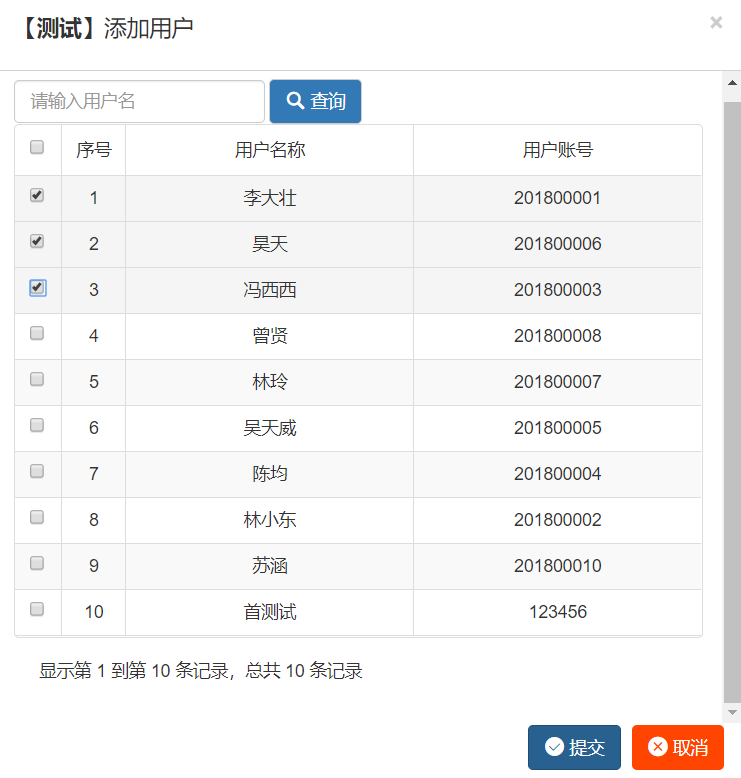 【测试】添加用户
×
请输入用户名 查询
序号 用户名称 用户账号
1 李大壮 201800001
2 昊天 201800006
3 冯西西 201800003
4 曾贤 201800008
5 林玲 201800007
6 吴天威 201800005
7 陈均 201800004
8 林小东 201800002
9 苏涵 201800010
10 首测试 123456
显示第 1 到第 10 条记录，总共 10 条记录
提交 取消